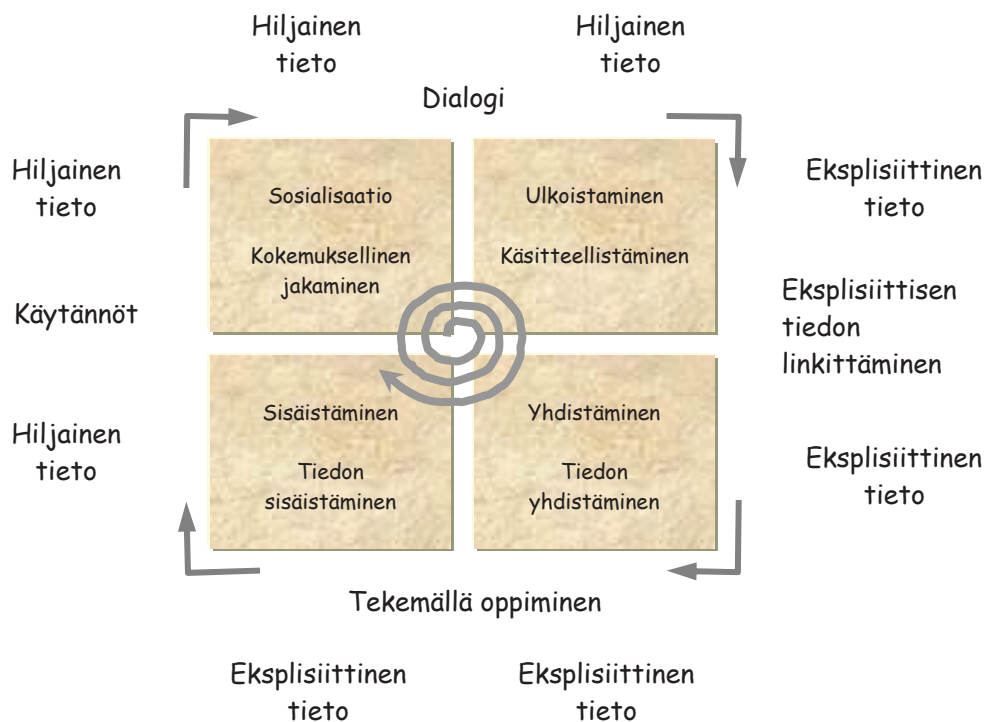 Hiljainen
tieto
Hiljainen
tieto
Dialogi
Hiljainen
tieto
Sosialisaatio
Kokemuksellinen
jakaminen
Ulkoistaminen
Käsitteellistäminen
Eksplisiittinen
tieto
Käytännöt
Eksplisiittisen
tiedon
linkittäminen
Hiljainen
tieto
Sisäistäminen
Tiedon
sisäistäminen
Yhdistäminen
Tiedon
yhdistäminen
Eksplisiittinen
tieto
Tekemällä oppiminen
Eksplisiittinen
tieto
Eksplisiittinen
tieto